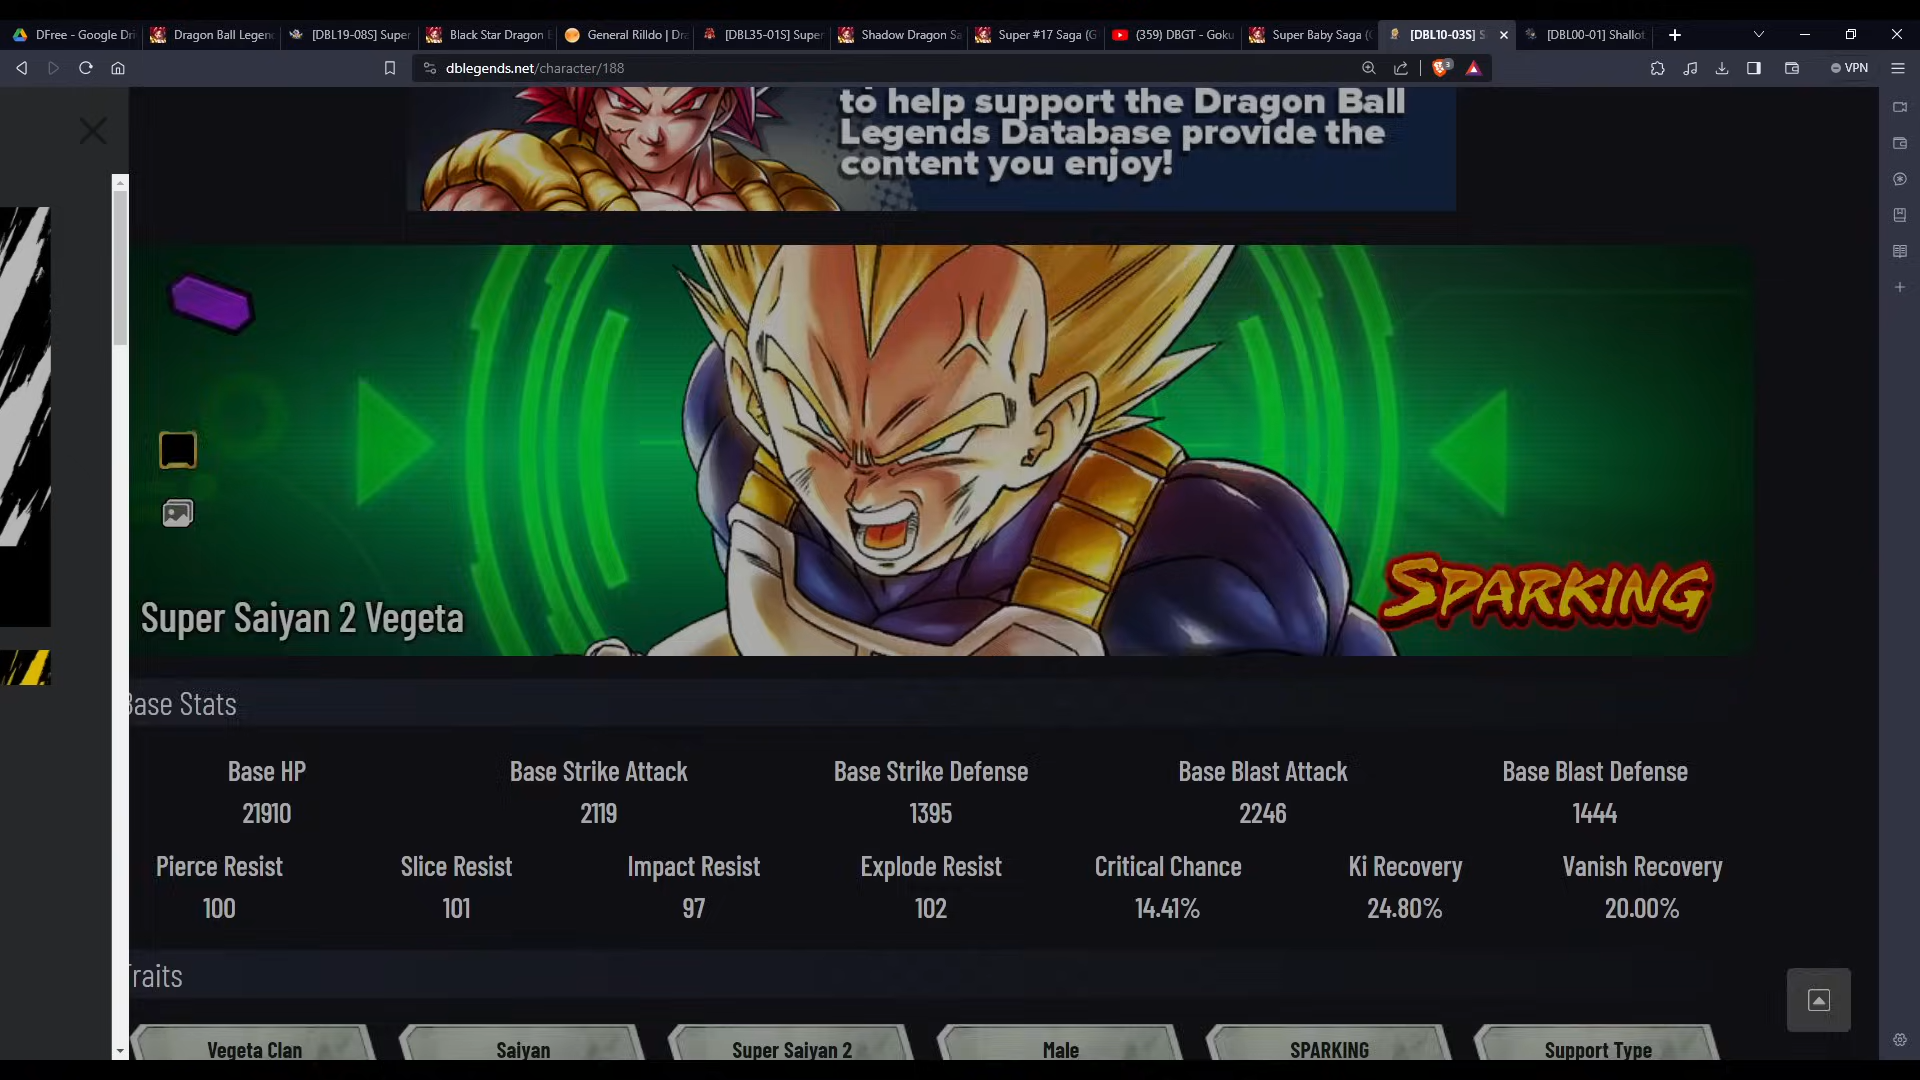 DFree - Google Dri
Dragon Ball Legen
[DBL19-08S] Super
Black Star Dragon B
General Rilldo | Dra
[DBL35-01S] Super
Shadow Dragon Sa
Super #17 Saga (G
(359) DBGT - Goku
Super Baby Saga (
[DBL10-03S] S
[DBL00-01] Shallot
dblegends.net/character/188
3
VPN
to help support the Dragon Ball
Legends Database provide the
content you enjoy!
SPARKING
Super Saiyan 2 Vegeta
Base Stats
Base HP
21910
Base Strike Attack
2119
Base Strike Defense
1395
Base Blast Attack
2246
Base Blast Defense
1444
Pierce Resist
100
Slice Resist
101
Impact Resist
97
Explode Resist
102
Critical Chance
14.41%
Ki Recovery
24.80%
Vanish Recovery
20.00%
Traits
Vegeta Clan
Saiyan
Super Saiyan 2
Male
SPARKING
Support Type